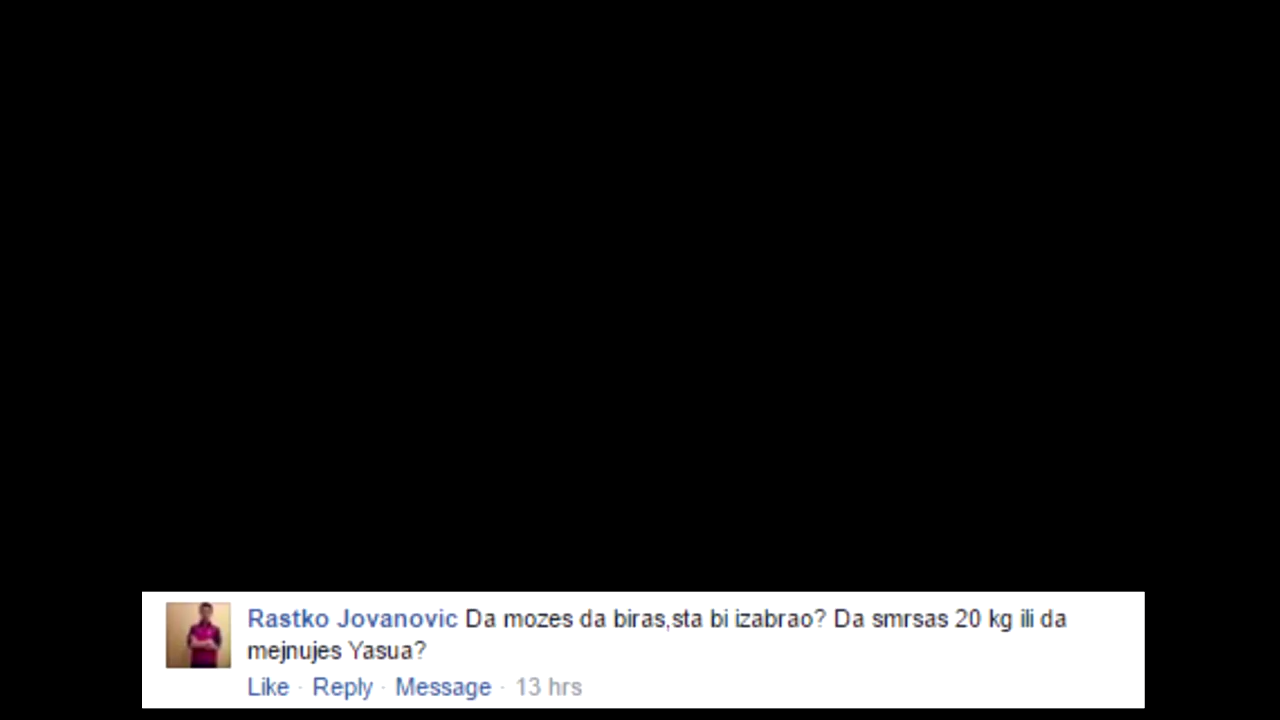 Rastko Jovanovic Da mozes da biras,sta bi izabrao? Da smrsas 20 kg ili da
mejnujes Yasua?
Like · Reply · Message · 13 hrs